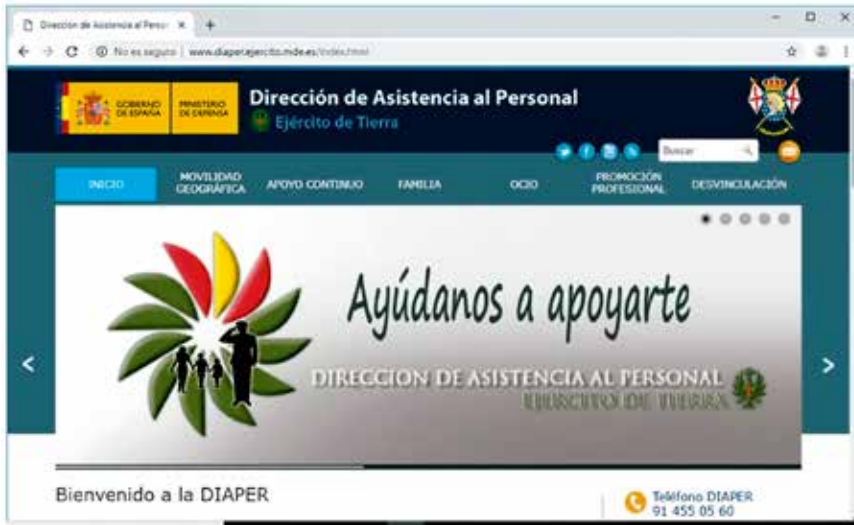 Dirección de Asistencia al Perso
No es seguro | www.diaper.ejercito.mde.es/index.html
GOBIERNO DE ESPAÑA
MINISTERIO DE DEFENSA
Dirección de Asistencia al Personal
Ejército de Tierra
Buscar
INICIO
MOVILIDAD GEOGRÁFICA
APOYO CONTINUO
FAMILIA
OCIO
PROMOCIÓN PROFESIONAL
DESVINCULACIÓN
Ayúdanos a apoyarte
DIRECCION DE ASISTENCIA AL PERSONAL
EJERCITO DE TIERRA
Bienvenido a la DIAPER
Teléfono DIAPER
91 455 05 60